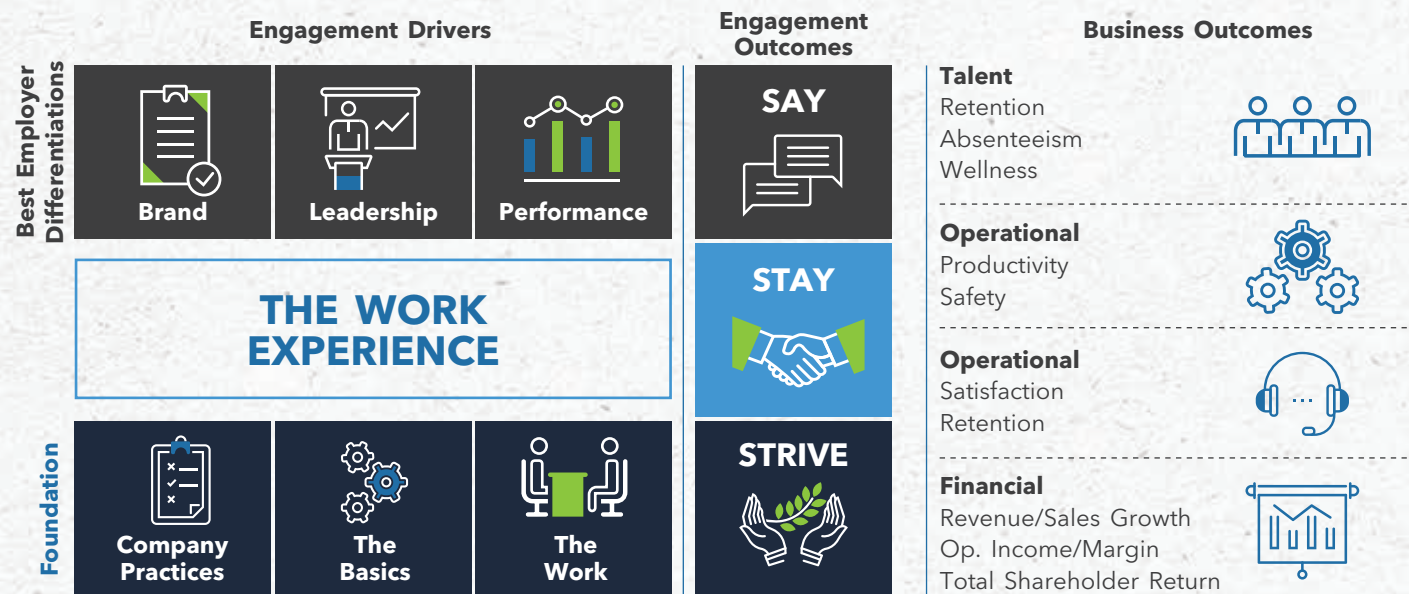 Engagement Drivers
Engagement
Outcomes
Business Outcomes
Best Employer
Differentiations
Brand
Leadership
Performance
THE WORK
EXPERIENCE
Foundation
Company
Practices
The
Basics
The
Work
SAY
STAY
STRIVE
Talent
Retention
Absenteeism
Wellness
Operational
Productivity
Safety
Operational
Satisfaction
Retention
Financial
Revenue/Sales Growth
Op. Income/Margin
Total Shareholder Return